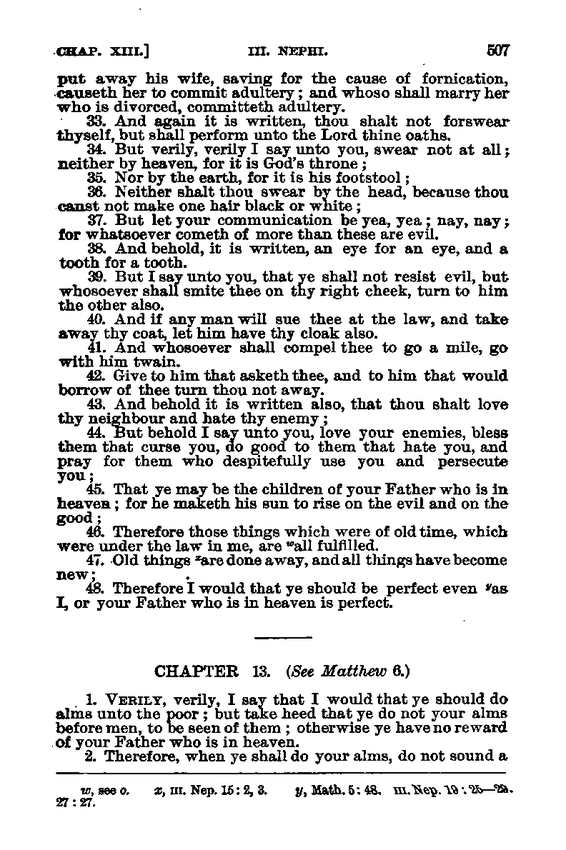 CHAP. XIII.] III. NEPHI. 507
put away his wife, saving for the cause of fornication,
causeth her to commit adultery; and whoso shall marry her
who is divorced, committeth adultery.
33. And again it is written, thou shalt not forswear
thyself, but shall perform unto the Lord thine oaths.
34. But verily, verily I say unto you, swear not at all;
neither by heaven, for it is God's throne;
35. Nor by the earth, for it is his footstool;
36. Neither shalt thou swear by the head, because thou
canst not make one hair black or white;
37. But let your communication be yea, yea; nay, nay;
for whatsoever cometh of more than these are evil.
38. And behold, it is written, an eye for an eye, and a
tooth for a tooth.
39. But I say unto you, that ye shall not resist evil, but
whosoever shall smite thee on thy right cheek, turn to him
the other also.
40. And if any man will sue thee at the law, and take
away thy coat, let him have thy cloak also.
41. And whosoever shall compel thee to go a mile, go
with him twain.
42. Give to him that asketh thee, and to him that would
borrow of thee turn thou not away.
43. And behold it is written also, that thou shalt love
thy neighbour and hate thy enemy;
44. But behold I say unto you, love your enemies, bless
them that curse you, do good to them that hate you, and
pray for them who despitefully use you and persecute
you;
45. That ye may be the children of your Father who is in
heaven; for he maketh his sun to rise on the evil and on the
good;
46. Therefore those things which were of old time, which
were under the law in me, are ʷall fulfilled.
47. Old things ˣare done away, and all things have become
new;
48. Therefore I would that ye should be perfect even ʸas
I, or your Father who is in heaven is perfect.
CHAPTER 13. (See Matthew 6.)
1. VERILY, verily, I say that I would that ye should do
alms unto the poor; but take heed that ye do not your alms
before men, to be seen of them; otherwise ye have no reward
of your Father who is in heaven.
2. Therefore, when ye shall do your alms, do not sound a
w, see o. x, III. Nep. 15: 2, 3. y, Math. 5: 48. III. Nep. 19: 28—29.
27: 27.